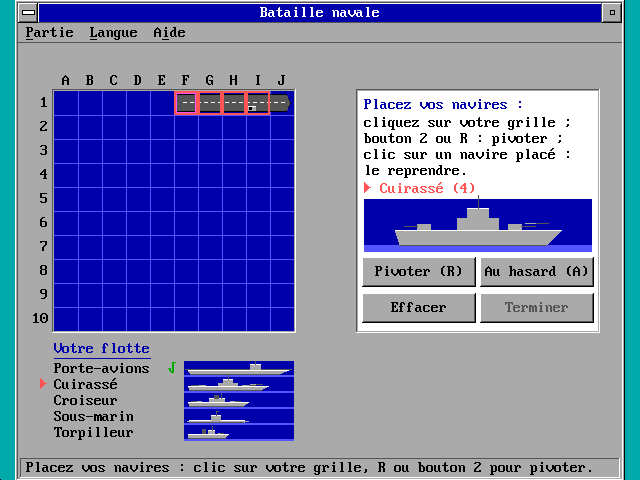 Bataille navale
Partie Langue Aide
A B C D E F G H I J
1
2
3
4
5
6
7
8
9
10
Placez vos navires :
cliquez sur votre grille ;
bouton 2 ou R : pivoter ;
clic sur un navire placé :
le reprendre.
Cuirassé (4)
Pivoter (R) Au hasard (A)
Effacer Terminer
Votre flotte
Porte-avions √
Cuirassé
Croiseur
Sous-marin
Torpilleur
Placez vos navires : clic sur votre grille, R ou bouton 2 pour pivoter.